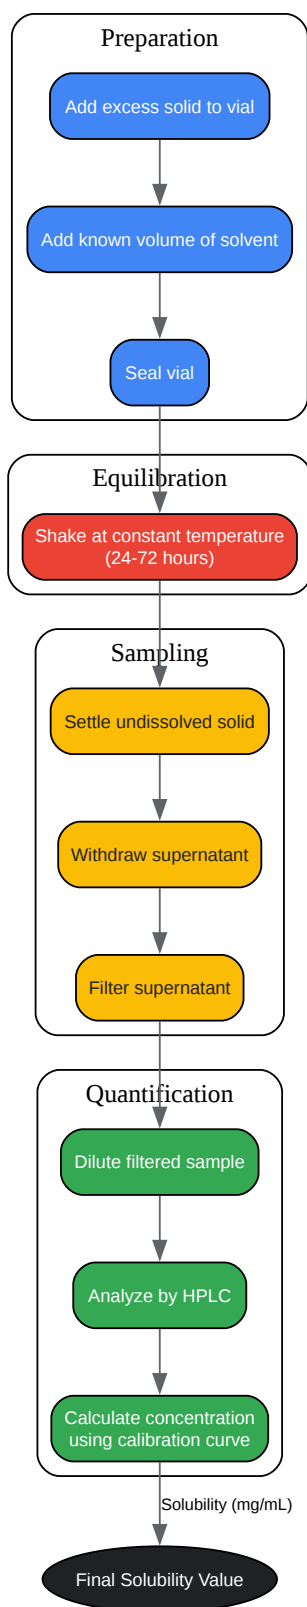 Preparation
Add excess solid to vial
Add known volume of solvent
Seal vial
Equilibration
Shake at constant temperature
(24-72 hours)
Sampling
Settle undissolved solid
Withdraw supernatant
Filter supernatant
Quantification
Dilute filtered sample
Analyze by HPLC
Calculate concentration
using calibration curve
Solubility (mg/mL)
Final Solubility Value